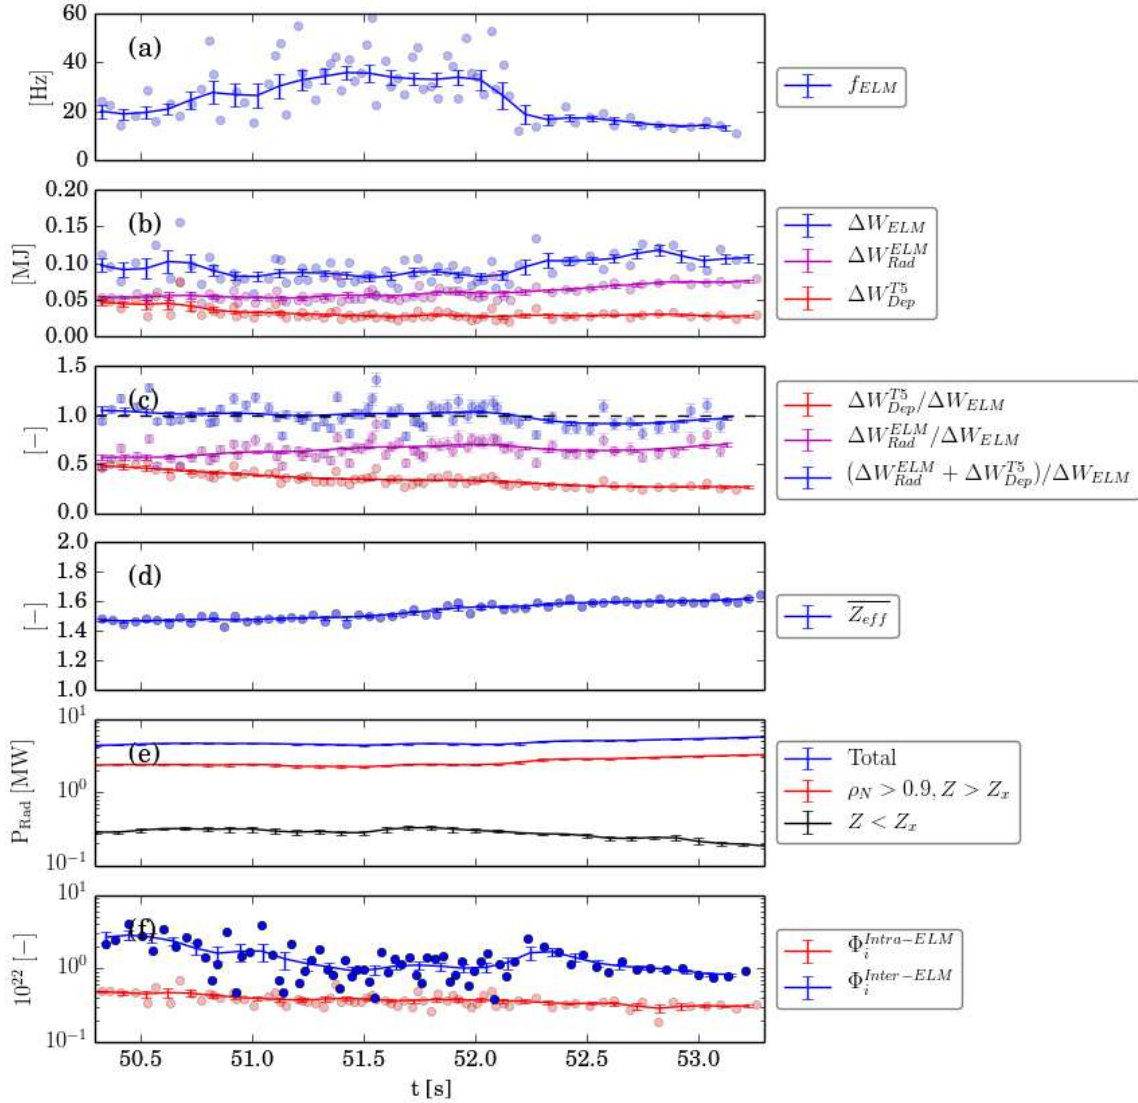 (a)
[Hz]
60
40
20
0
f_ELM
(b)
[MJ]
0.20
0.15
0.10
0.05
0.00
ΔW_ELM
ΔW_Rad^ELM
ΔW_Dep^T5
(c)
[−]
1.5
1.0
0.5
0.0
ΔW_Dep^T5/ΔW_ELM
ΔW_Rad^ELM/ΔW_ELM
(ΔW_Rad^ELM + ΔW_Dep^T5)/ΔW_ELM
(d)
[−]
2.0
1.8
1.6
1.4
1.2
1.0
Z_eff
(e)
P_Rad [MW]
10^1
10^0
10^−1
Total
ρ_N > 0.9, Z > Z_x
Z < Z_x
(f)
10^22 [−]
10^1
10^0
10^−1
Φ_i^Intra−ELM
Φ_i^Inter−ELM
50.5 51.0 51.5 52.0 52.5 53.0
t [s]